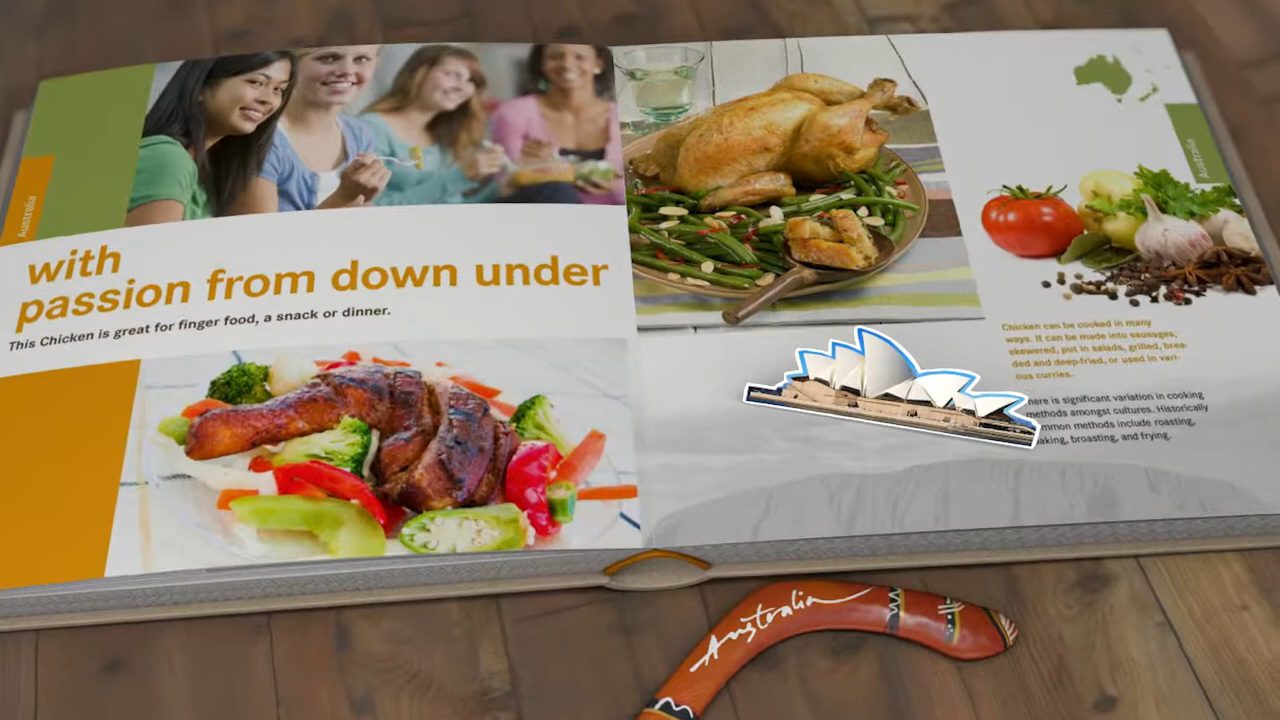 Australia
with
passion from down under
This Chicken is great for finger food, a snack or dinner.
Australia
Chicken can be cooked in many
ways. It can be made into sausages,
skewered, put in salads, grilled, brea-
ded and deep-fried, or used in vari-
ous curries.
here is significant variation in cooking
methods amongst cultures. Historically
mmon methods include roasting,
aking, broasting, and frying.
Australia